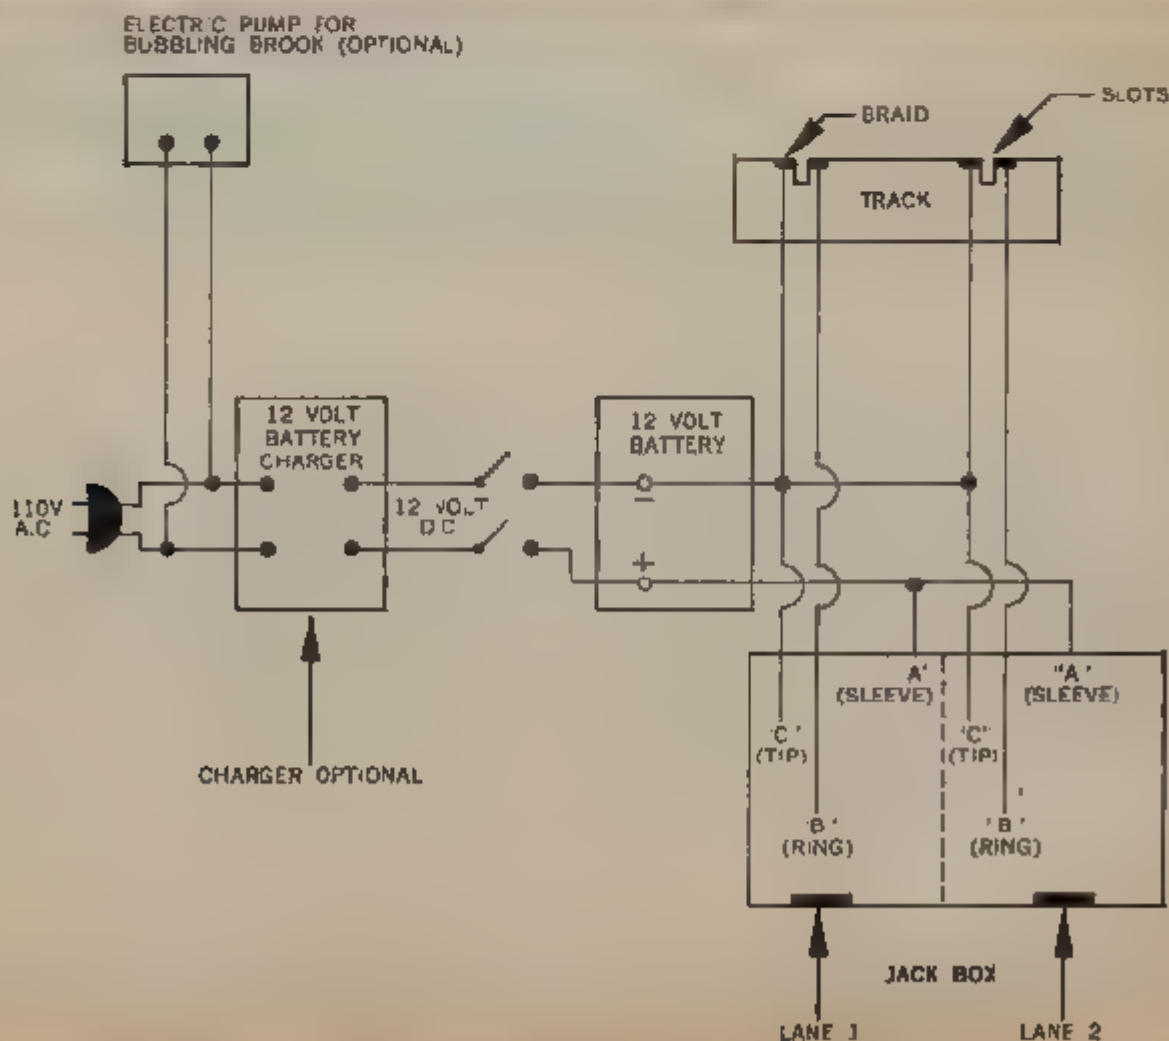 ELECTRIC PUMP FOR
BUBBLING BROOK (OPTIONAL)
BRAID
SLOTS
TRACK
12 VOLT
BATTERY
CHARGER
12 VOLT
BATTERY
110V
A.C
12 VOLT
D C
−
+
CHARGER OPTIONAL
A'
(SLEEVE)
"A'
(SLEEVE)
'C'
(TIP)
'C'
(TIP)
'B'
(RING)
'B'
(RING)
JACK BOX
LANE 1
LANE 2